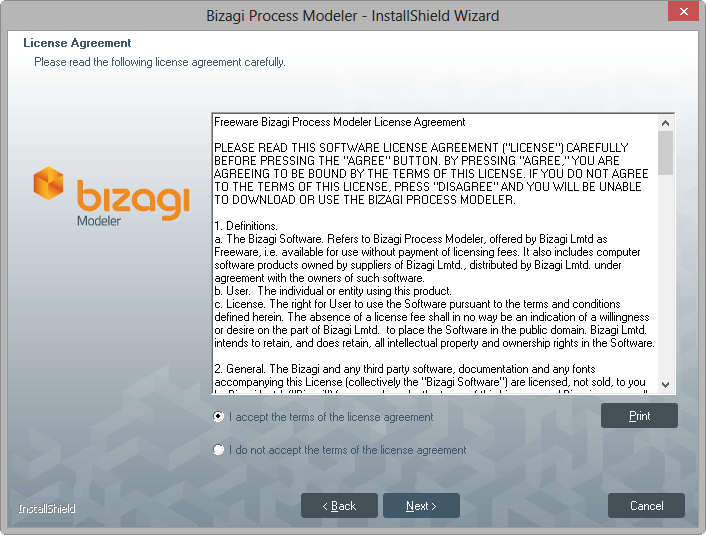 Bizagi Process Modeler - InstallShield Wizard
License Agreement
Please read the following license agreement carefully.
bizagi
Modeler
Freeware Bizagi Process Modeler License Agreement
PLEASE READ THIS SOFTWARE LICENSE AGREEMENT ("LICENSE") CAREFULLY
BEFORE PRESSING THE "AGREE" BUTTON. BY PRESSING "AGREE," YOU ARE
AGREEING TO BE BOUND BY THE TERMS OF THIS LICENSE. IF YOU DO NOT AGREE
TO THE TERMS OF THIS LICENSE, PRESS "DISAGREE" AND YOU WILL BE UNABLE
TO DOWNLOAD OR USE THE BIZAGI PROCESS MODELER.
1. Definitions.
a. The Bizagi Software. Refers to Bizagi Process Modeler, offered by Bizagi Lmtd as
Freeware, i.e. available for use without payment of licensing fees. It also includes computer
software products owned by suppliers of Bizagi Lmtd., distributed by Bizagi Lmtd. under
agreement with the owners of such software.
b. User.  The individual or entity using this product.
c. License. The right for User to use the Software pursuant to the terms and conditions
defined herein. The absence of a license fee shall in no way be an indication of a willingness
or desire on the part of Bizagi Lmtd.  to place the Software in the public domain. Bizagi Lmtd.
intends to retain, and does retain, all intellectual property and ownership rights in the Software.
2. General. The Bizagi and any third party software, documentation and any fonts
accompanying this License (collectively the "Bizagi Software") are licensed, not sold, to you
I accept the terms of the license agreement
Print
I do not accept the terms of the license agreement
InstallShield
< Back
Next >
Cancel